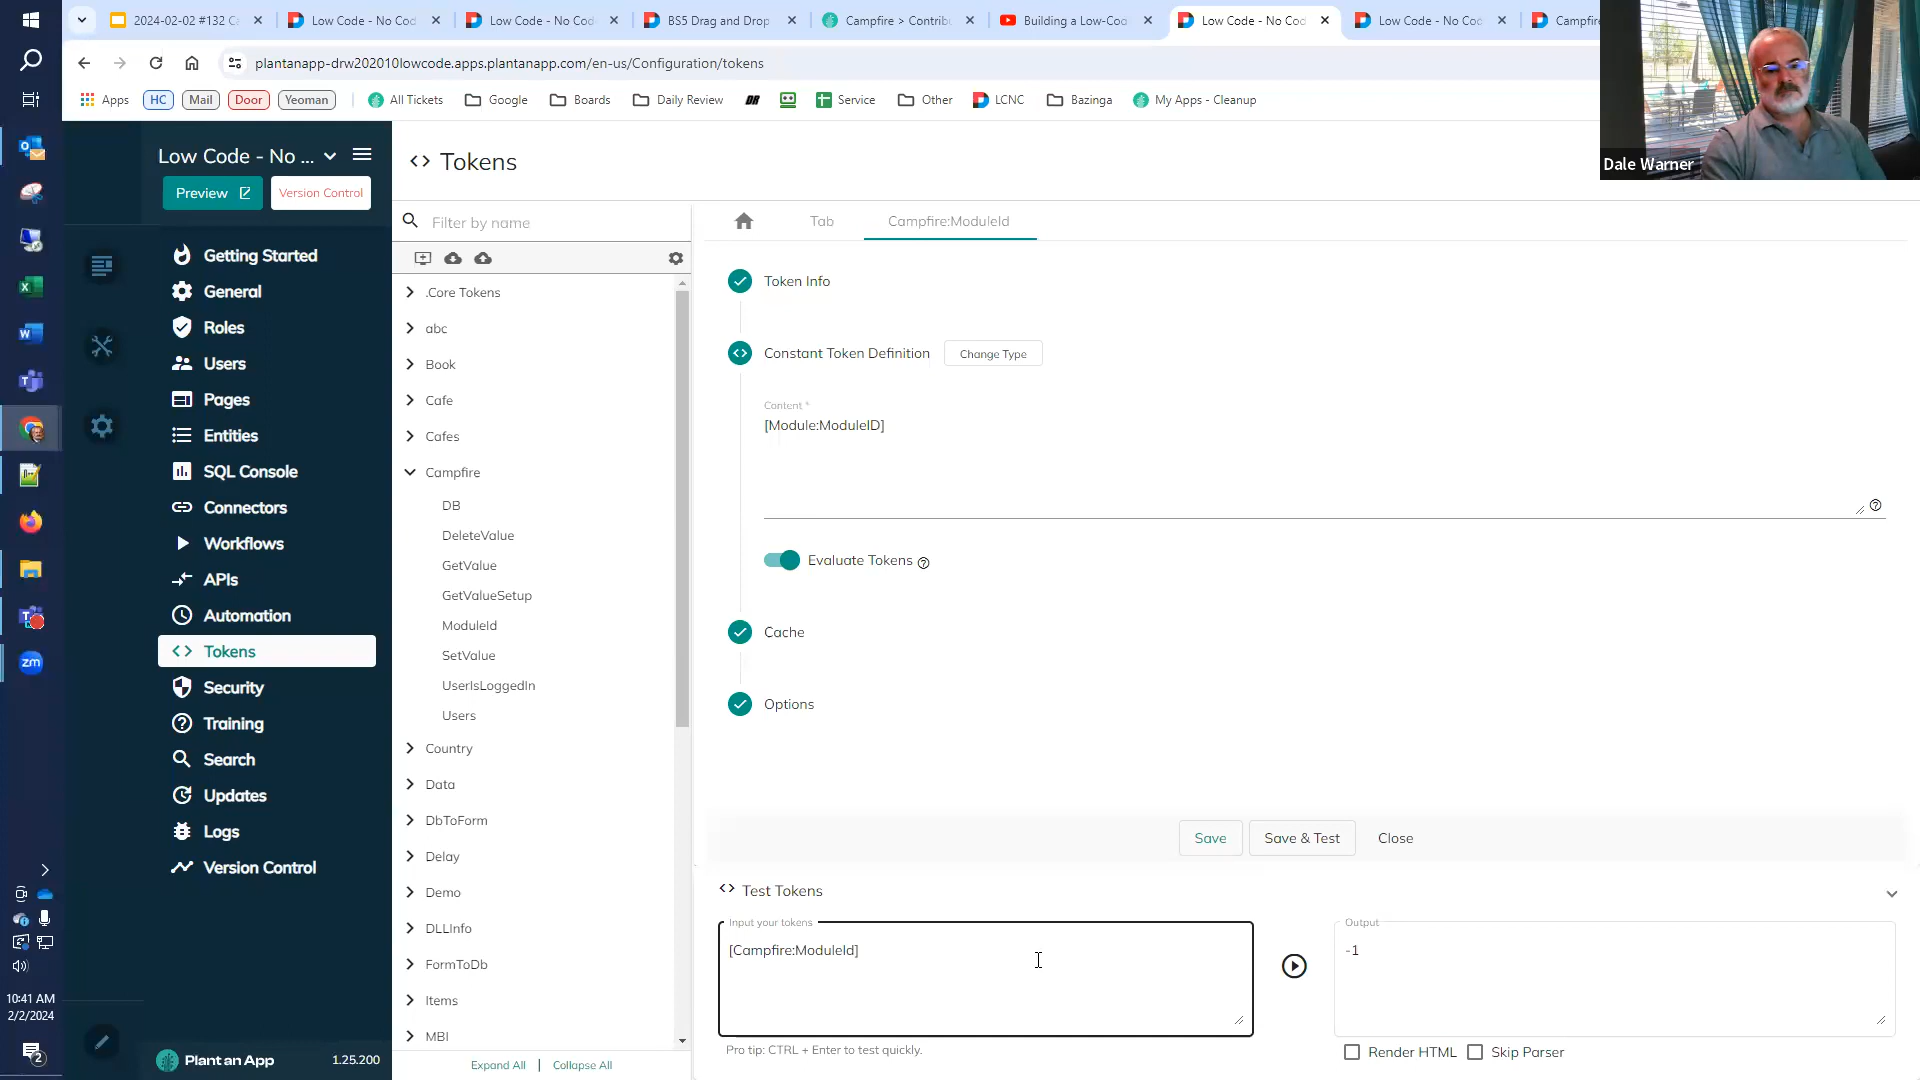 2024-02-02 #132 Ca
Low Code - No Cod
Low Code - No Cod
BS5 Drag and Drop
Campfire > Contribu
Building a Low-Coo
Low Code - No Cod
Low Code - No Cod
Campfire
plantanapp-drw202010lowcode.apps.plantanapp.com/en-us/Configuration/tokens
Apps
HC
Mail
Door
Yeoman
All Tickets
Google
Boards
Daily Review
Service
Other
LCNC
Bazinga
My Apps - Cleanup
Dale Warner
Low Code - No ...
Preview
Version Control
Getting Started
General
Roles
Users
Pages
Entities
SQL Console
Connectors
Workflows
APIs
Automation
Tokens
Security
Training
Search
Updates
Logs
Version Control
Plant an App
1.25.200
10:41 AM
2/2/2024
2
zm
<> Tokens
Filter by name
.Core Tokens
abc
Book
Cafe
Cafes
Campfire
DB
DeleteValue
GetValue
GetValueSetup
ModuleId
SetValue
UserIsLoggedIn
Users
Country
Data
DbToForm
Delay
Demo
DLLInfo
FormToDb
Items
MBI
Expand All | Collapse All
Tab
Campfire:ModuleId
Token Info
Constant Token Definition
Change Type
Content *
[Module:ModuleID]
Evaluate Tokens
Cache
Options
Save
Save & Test
Close
<> Test Tokens
Input your tokens
[Campfire:ModuleId]
Output
-1
Pro tip: CTRL + Enter to test quickly.
Render HTML
Skip Parser